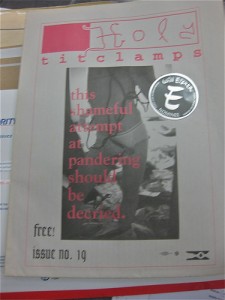 Holy
titclamps
this
shameful
attempt
at
pandering
should
be
decried.
free!
issue no. 19